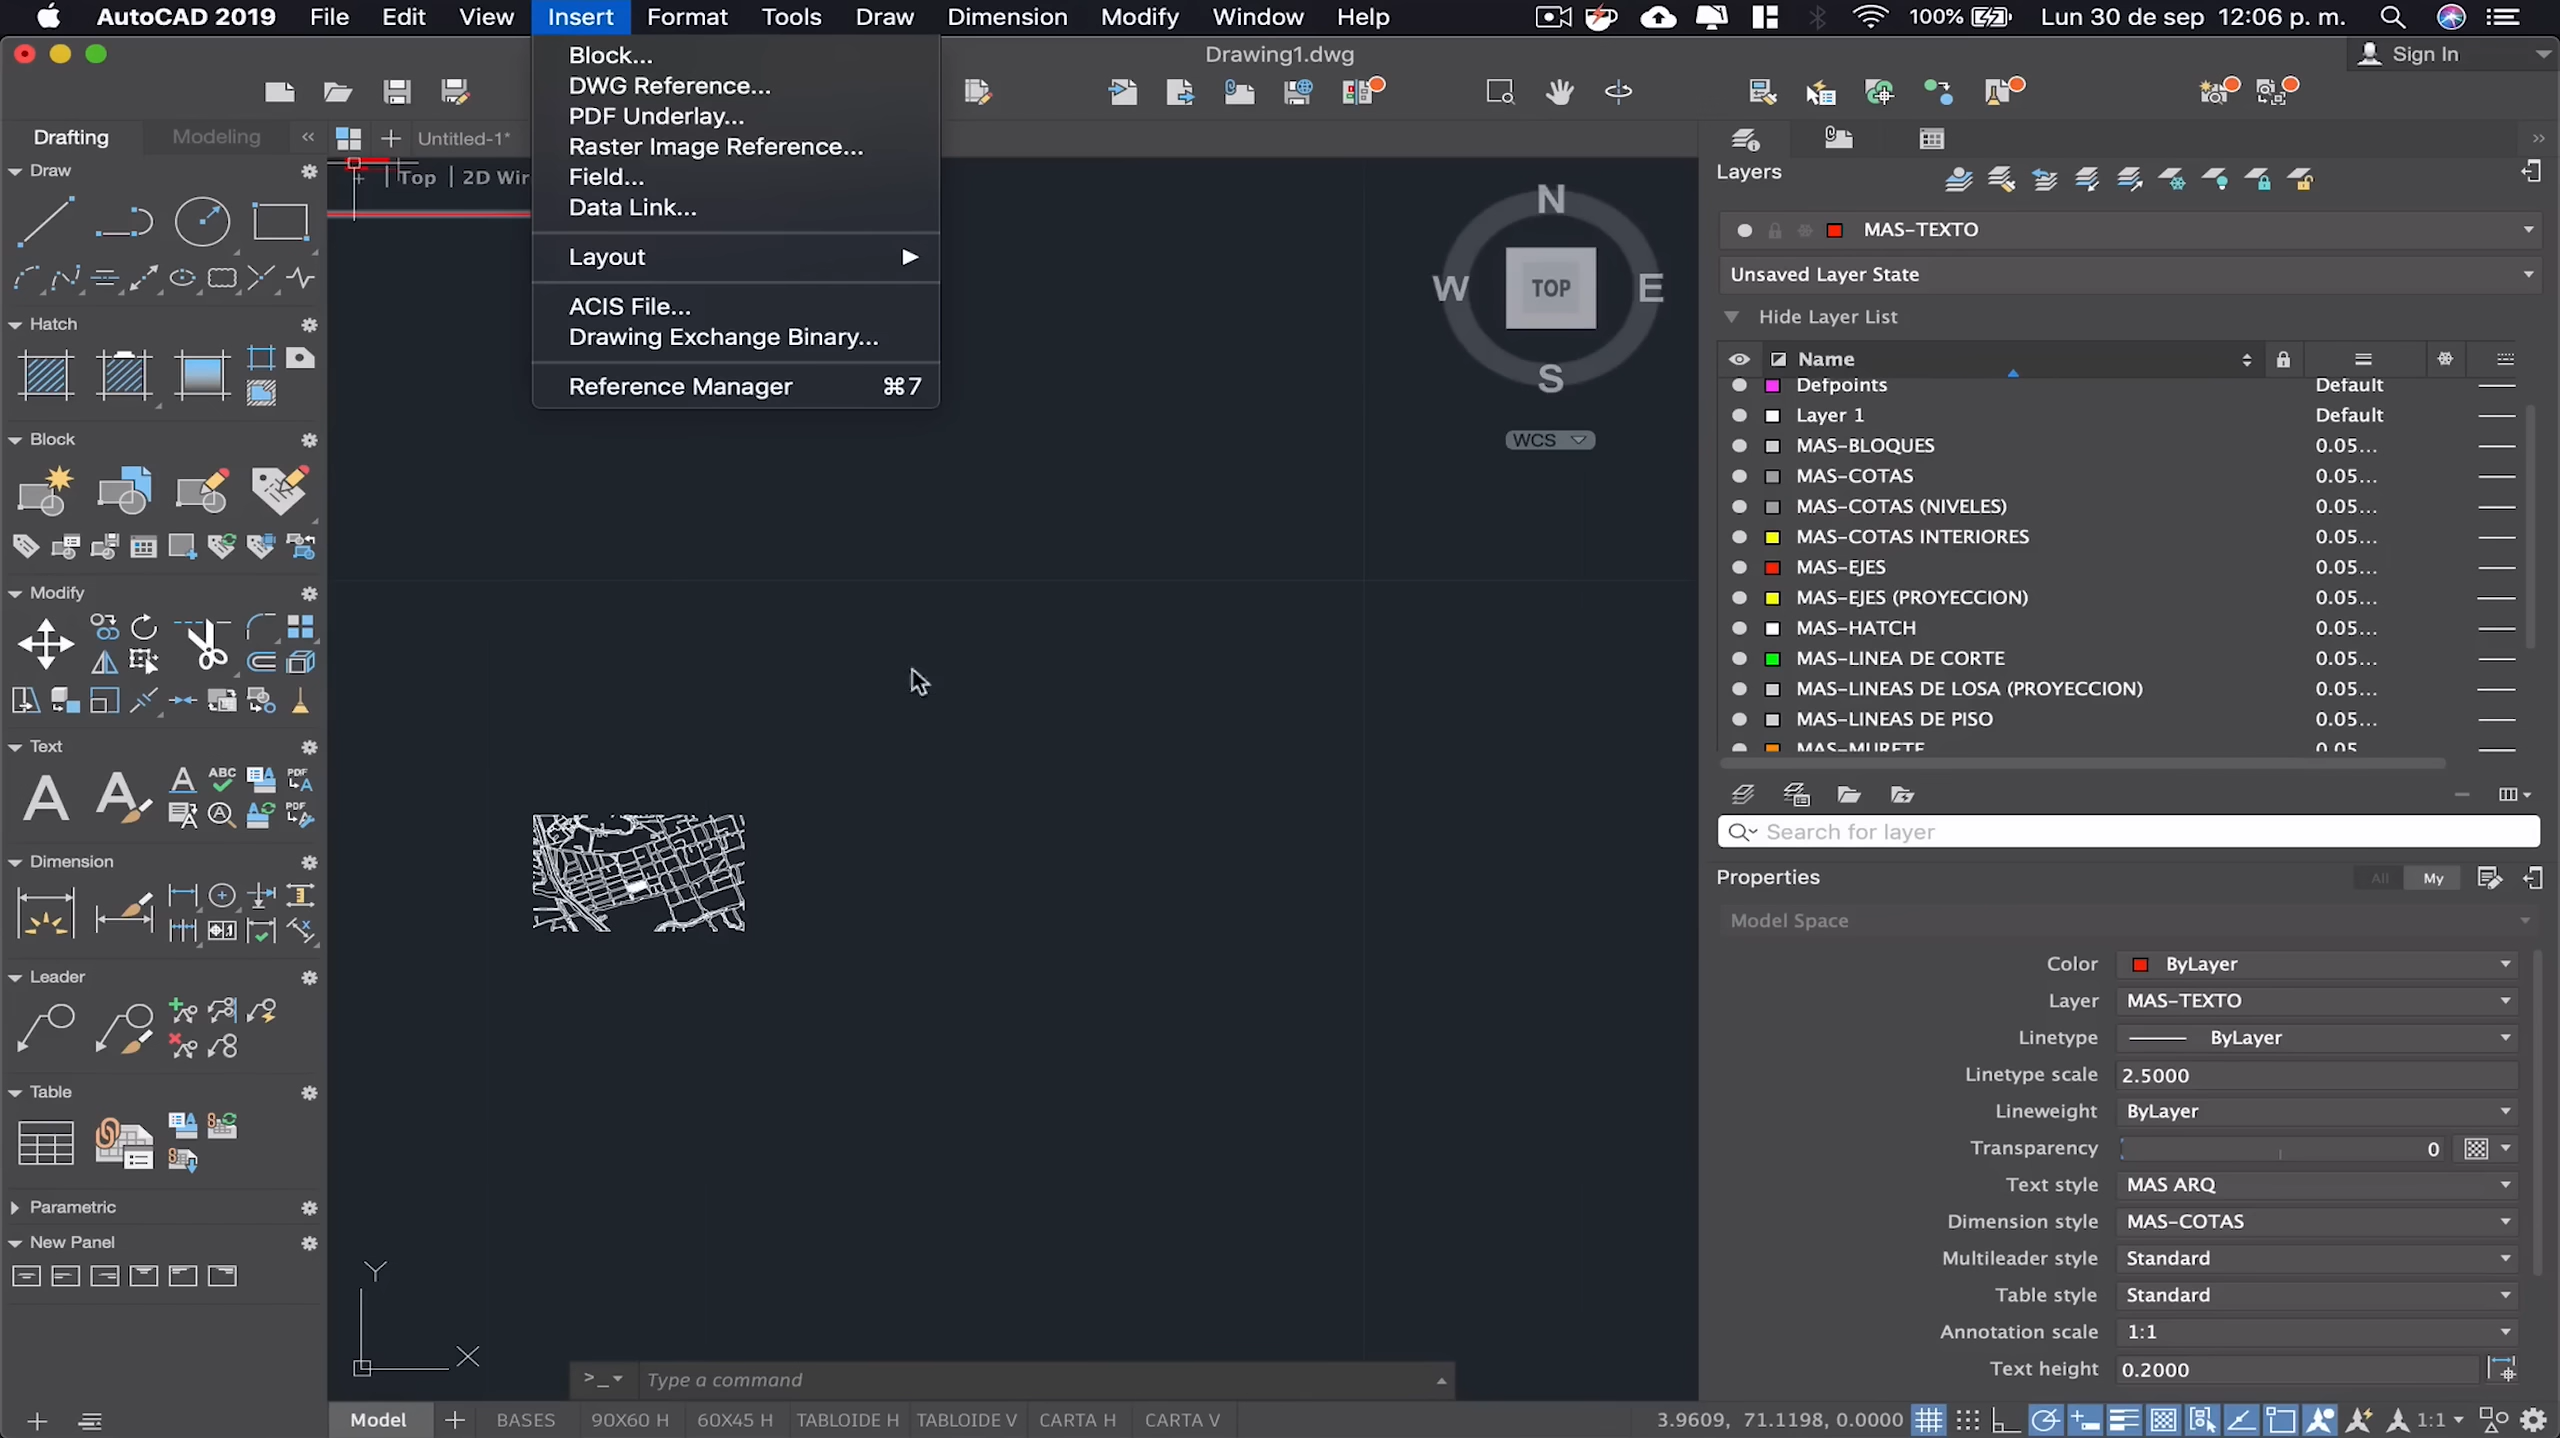 AutoCAD 2019 File Edit View Insert Format Tools Draw Dimension Modify Window Help 100% Lun 30 de sep 12:06 p. m.
Drawing1.dwg
Sign In
Block...
DWG Reference...
PDF Underlay...
Raster Image Reference...
Field...
Data Link...
Layout
ACIS File...
Drawing Exchange Binary...
Reference Manager ⌘7
Drafting Modeling
Untitled-1*
Top 2D Wir
Draw
Hatch
Block
Modify
Text
A A A ABC A PDF
A
A A PDF
Dimension
Leader
Table
Parametric
New Panel
N
W TOP E
S
WCS
Y
X
>_ Type a command
Model BASES 90X60 H 60X45 H TABLOIDE H TABLOIDE V CARTA H CARTA V
3.9609, 71.1198, 0.0000 1:1
Layers
MAS-TEXTO
Unsaved Layer State
Hide Layer List
Name
Defpoints Default
Layer 1 Default
MAS-BLOQUES 0.05...
MAS-COTAS 0.05...
MAS-COTAS (NIVELES) 0.05...
MAS-COTAS INTERIORES 0.05...
MAS-EJES 0.05...
MAS-EJES (PROYECCION) 0.05...
MAS-HATCH 0.05...
MAS-LINEA DE CORTE 0.05...
MAS-LINEAS DE LOSA (PROYECCION) 0.05...
MAS-LINEAS DE PISO 0.05...
MAS-MURETE 0.05
Search for layer
Properties All My
Model Space
Color ByLayer
Layer MAS-TEXTO
Linetype ByLayer
Linetype scale 2.5000
Lineweight ByLayer
Transparency 0
Text style MAS ARQ
Dimension style MAS-COTAS
Multileader style Standard
Table style Standard
Annotation scale 1:1
Text height 0.2000